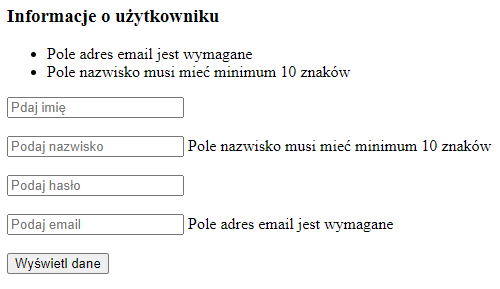 Informacje o użytkowniku
Pole adres email jest wymagane
Pole nazwisko musi mieć minimum 10 znaków
Pdaj imię
Podaj nazwisko Pole nazwisko musi mieć minimum 10 znaków
Podaj hasło
Podaj email Pole adres email jest wymagane
Wyświetl dane